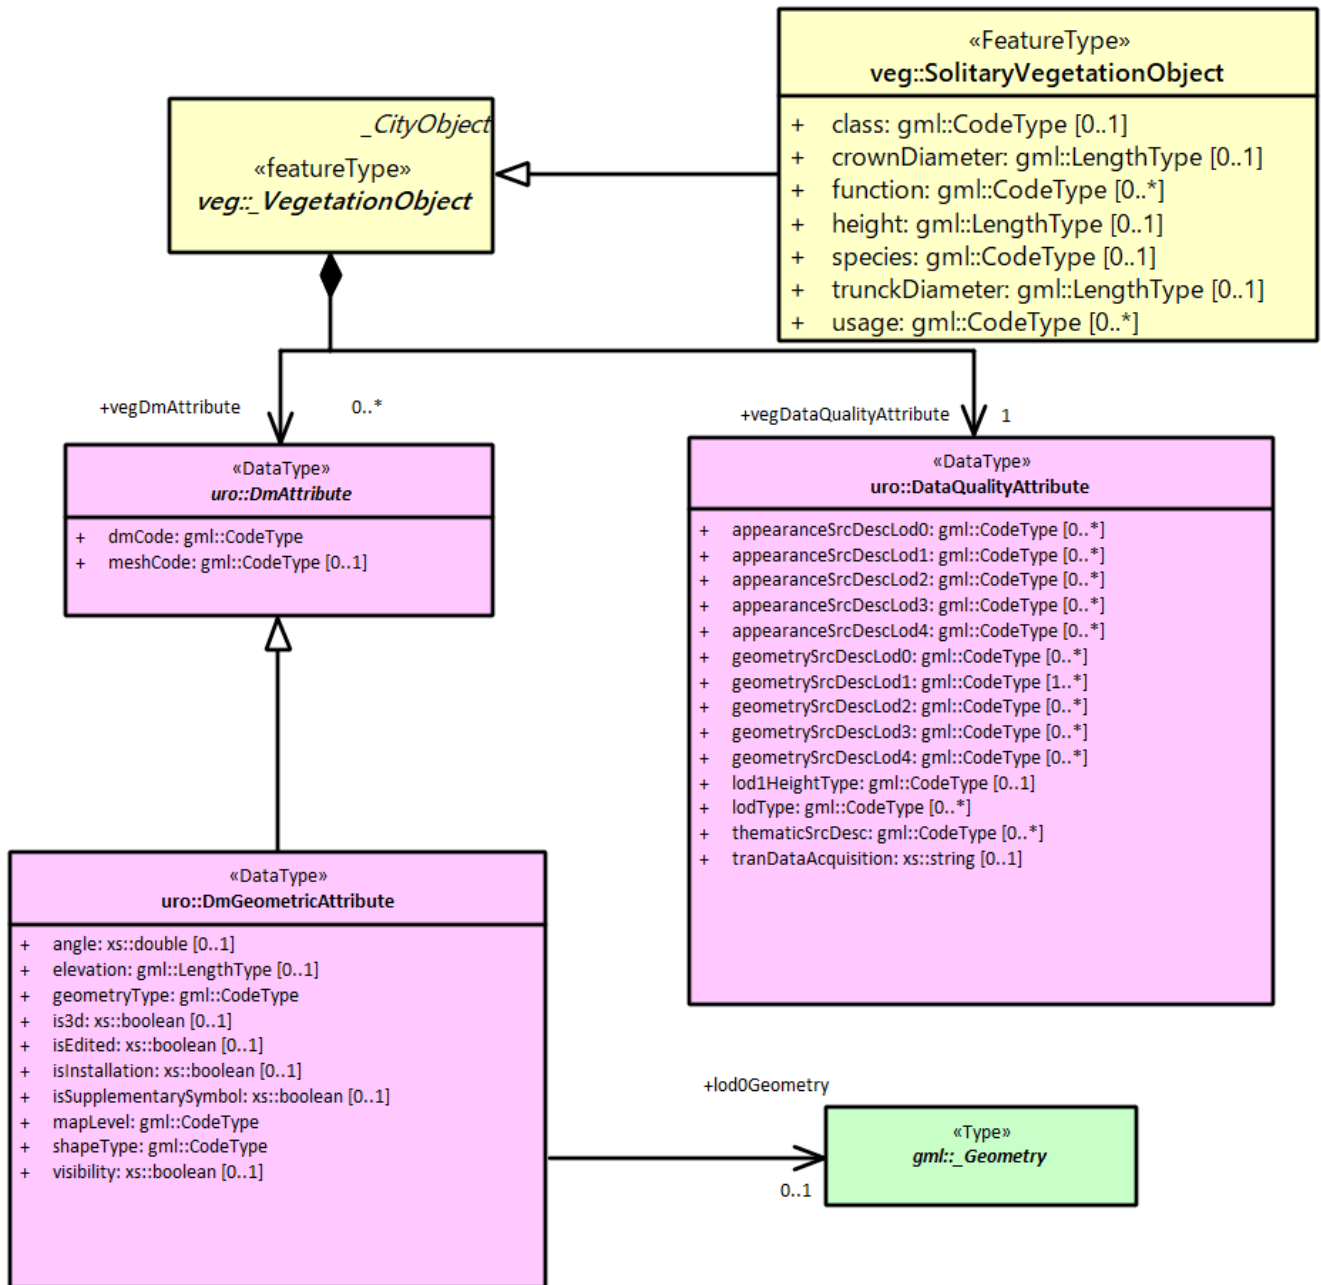 «FeatureType»
veg::SolitaryVegetationObject
+ class: gml::CodeType [0..1]
+ crownDiameter: gml::LengthType [0..1]
+ function: gml::CodeType [0..*]
+ height: gml::LengthType [0..1]
+ species: gml::CodeType [0..1]
+ trunckDiameter: gml::LengthType [0..1]
+ usage: gml::CodeType [0..*]
_CityObject
«featureType»
veg::_VegetationObject
+vegDmAttribute 0..*
+vegDataQualityAttribute 1
«DataType»
uro::DmAttribute
+ dmCode: gml::CodeType
+ meshCode: gml::CodeType [0..1]
«DataType»
uro::DataQualityAttribute
+ appearanceSrcDescLod0: gml::CodeType [0..*]
+ appearanceSrcDescLod1: gml::CodeType [0..*]
+ appearanceSrcDescLod2: gml::CodeType [0..*]
+ appearanceSrcDescLod3: gml::CodeType [0..*]
+ appearanceSrcDescLod4: gml::CodeType [0..*]
+ geometrySrcDescLod0: gml::CodeType [0..*]
+ geometrySrcDescLod1: gml::CodeType [1..*]
+ geometrySrcDescLod2: gml::CodeType [0..*]
+ geometrySrcDescLod3: gml::CodeType [0..*]
+ geometrySrcDescLod4: gml::CodeType [0..*]
+ lod1HeightType: gml::CodeType [0..1]
+ lodType: gml::CodeType [0..*]
+ thematicSrcDesc: gml::CodeType [0..*]
+ tranDataAcquisition: xs::string [0..1]
«DataType»
uro::DmGeometricAttribute
+ angle: xs::double [0..1]
+ elevation: gml::LengthType [0..1]
+ geometryType: gml::CodeType
+ is3d: xs::boolean [0..1]
+ isEdited: xs::boolean [0..1]
+ isInstallation: xs::boolean [0..1]
+ isSupplementarySymbol: xs::boolean [0..1]
+ mapLevel: gml::CodeType
+ shapeType: gml::CodeType
+ visibility: xs::boolean [0..1]
+lod0Geometry
0..1
«Type»
gml::_Geometry